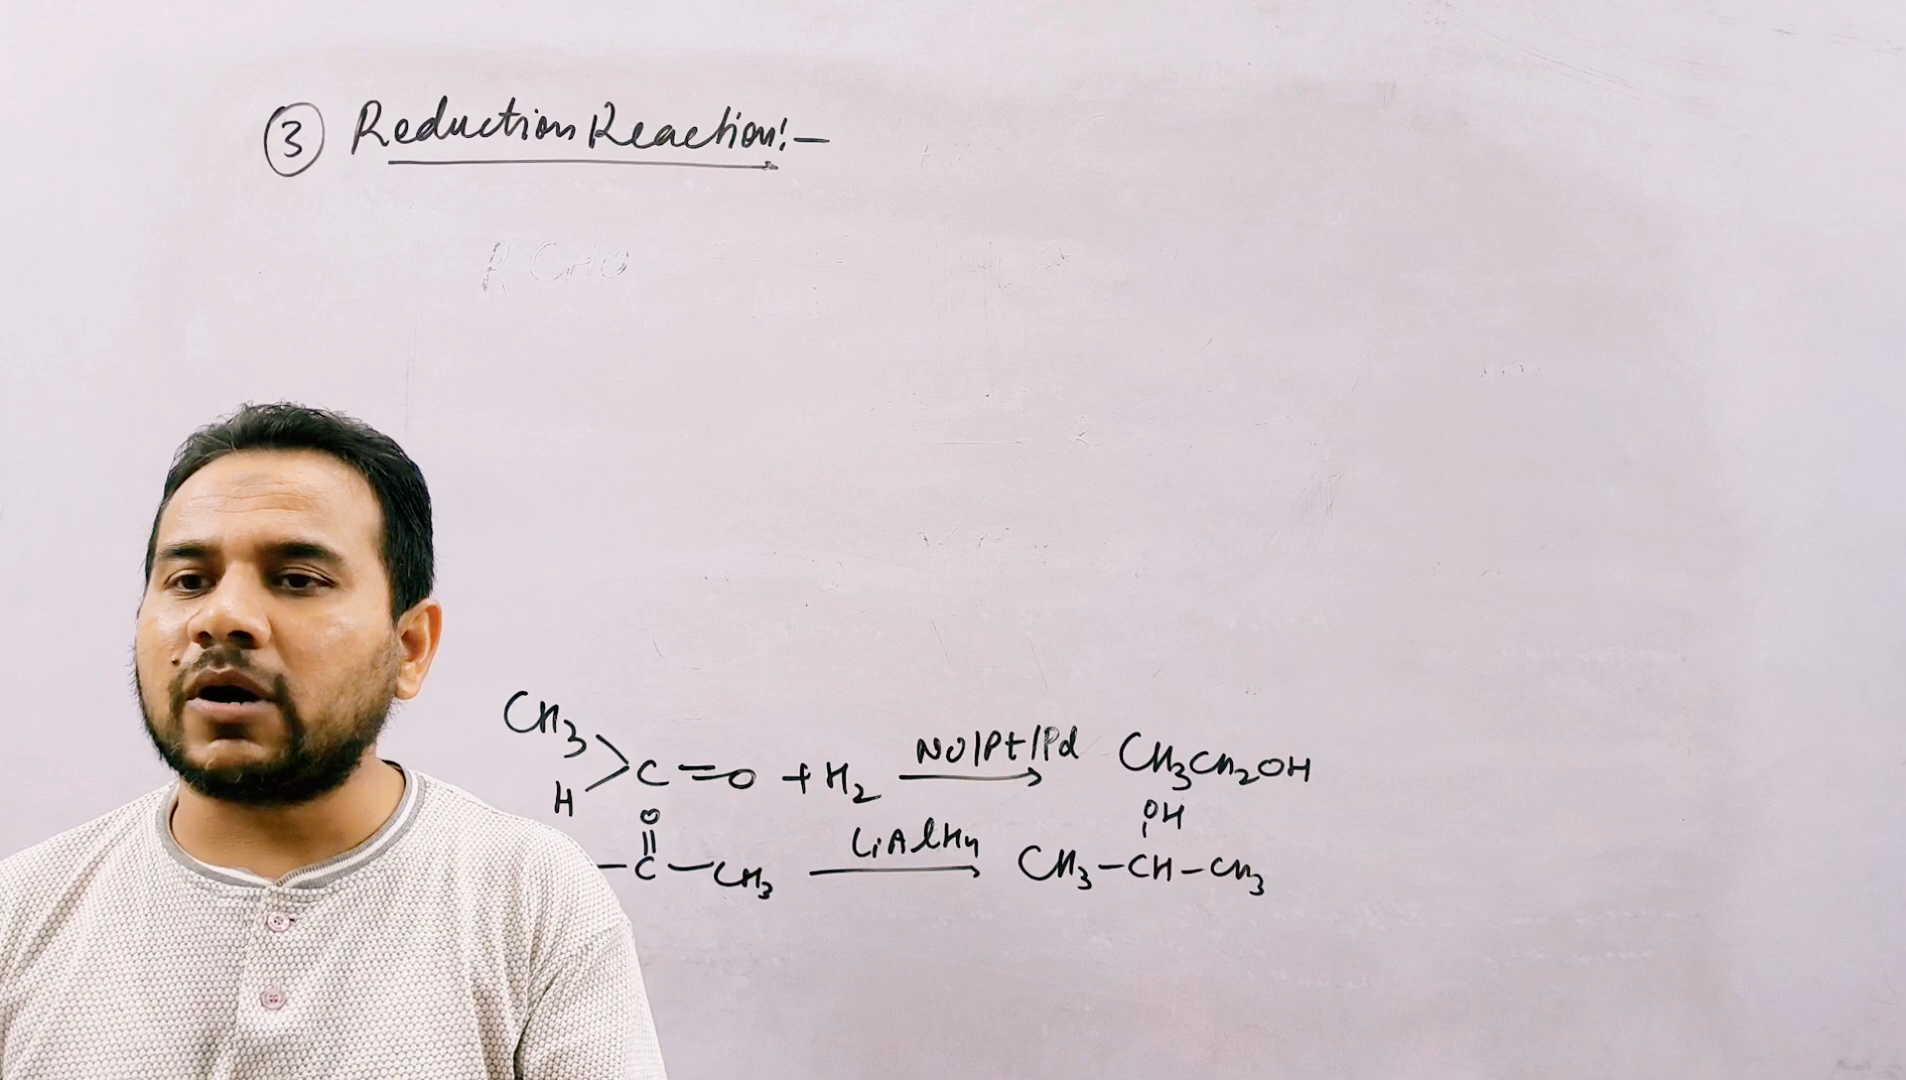 ③ Reduction Reaction:-
R CHO
CH₃
H
C=O + H₂ Ni/Pt/Pd CH₃CH₂OH
O OH
-C-CH₃ LiAlH₄ CH₃-CH-CH₃